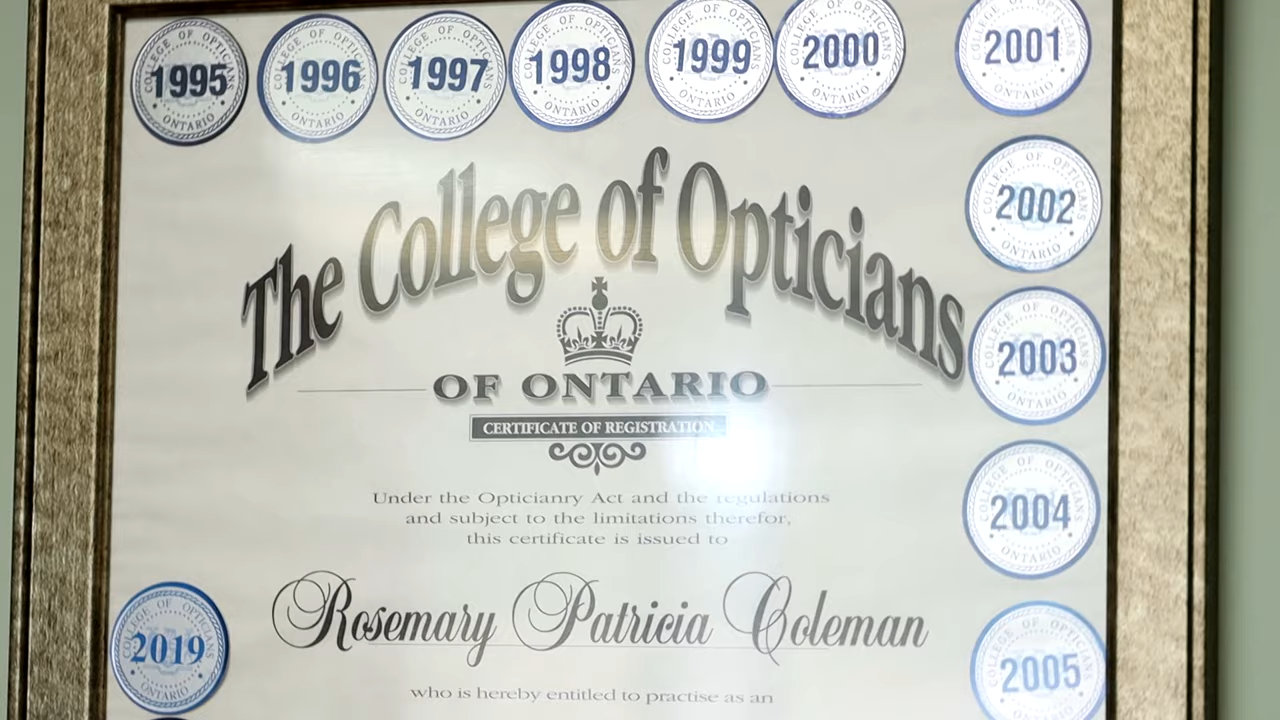 1995 1996 1997 1998 1999 2000 2001
COLLEGE OF OPTICIANS
ONTARIO
2002
2003
2004
2005
2019
The College of Opticians
OF ONTARIO
CERTIFICATE OF REGISTRATION
Under the Opticianry Act and the regulations
and subject to the limitations therefor,
this certificate is issued to
Rosemary Patricia Coleman
who is hereby entitled to practise as an